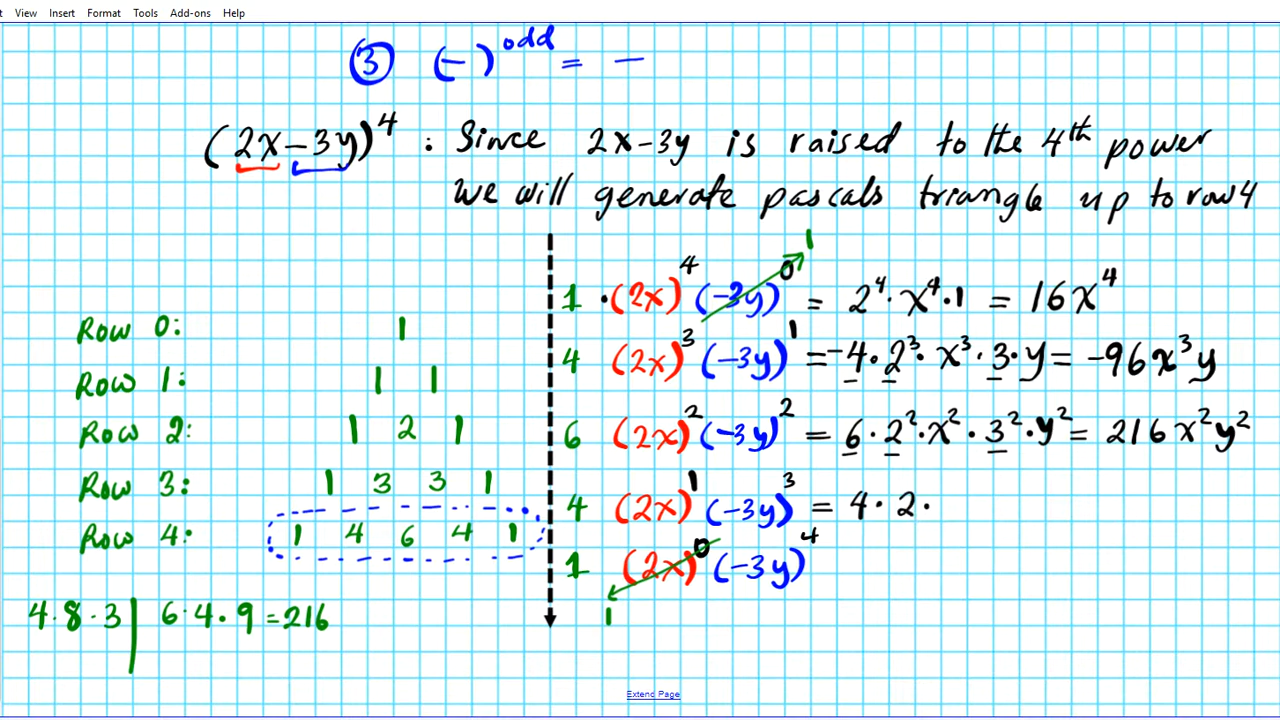 View Insert Format Tools Add-ons Help
③ (-)^odd = -
(2x-3y)^4 : Since 2x-3y is raised to the 4th power
we will generate pascals triangle up to row 4
1 · (2x)^4 (-3y)^0 1 = 2^4 · x^4 · 1 = 16x^4
Row 0: 1
4 (2x)^3 (-3y)^1 = -4 · 2^3 · x^3 · 3 · y = -96x^3y
Row 1: 1 1
6 (2x)^2 (-3y)^2 = 6 · 2^2 · x^2 · 3^2 · y^2 = 216x^2y^2
Row 2: 1 2 1
4 (2x)^1 (-3y)^3 = 4 · 2 ·
Row 3: 1 3 3 1
1 (2x)^0 (-3y)^4
Row 4: 1 4 6 4 1
1
4 · 8 · 3 | 6 · 4 · 9 = 216
Extend Page